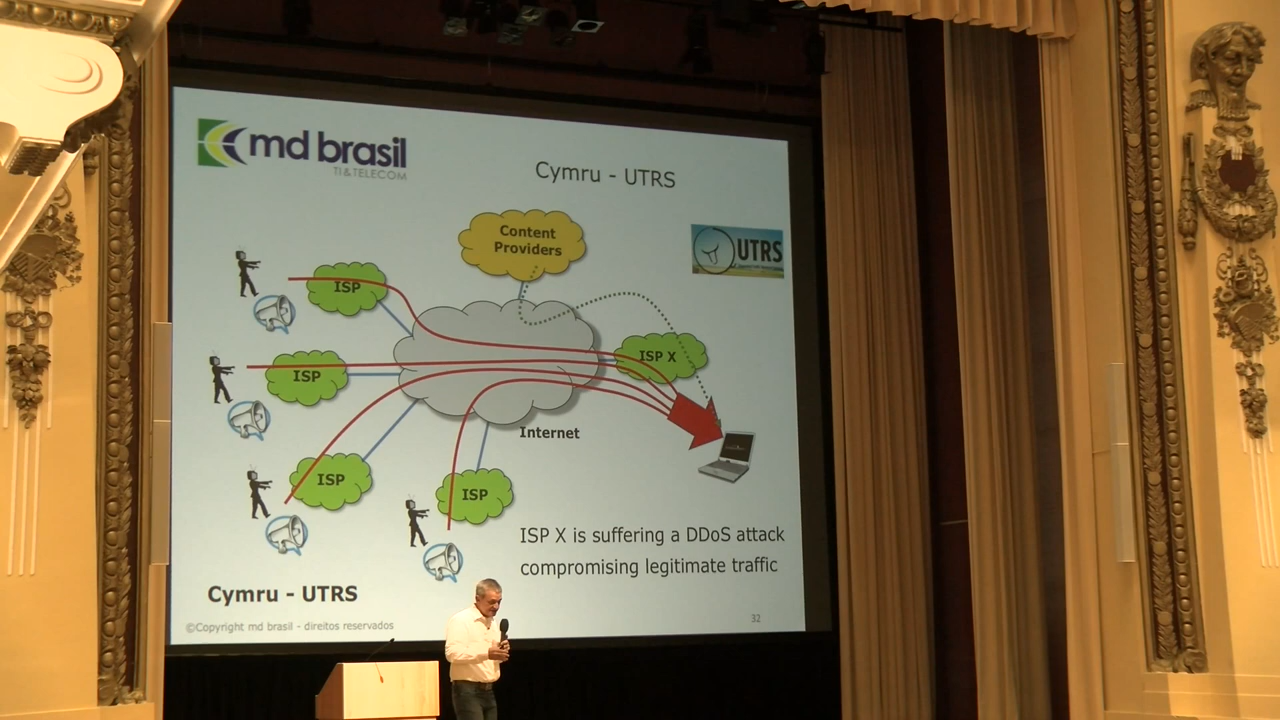 md brasil
TI & TELECOM
Cymru - UTRS
Content
Providers
UTRS
ISP
ISP X
ISP
Internet
ISP
ISP
ISP X is suffering a DDoS attack
compromising legitimate traffic
Cymru - UTRS
©Copyright md brasil - direitos reservados
32